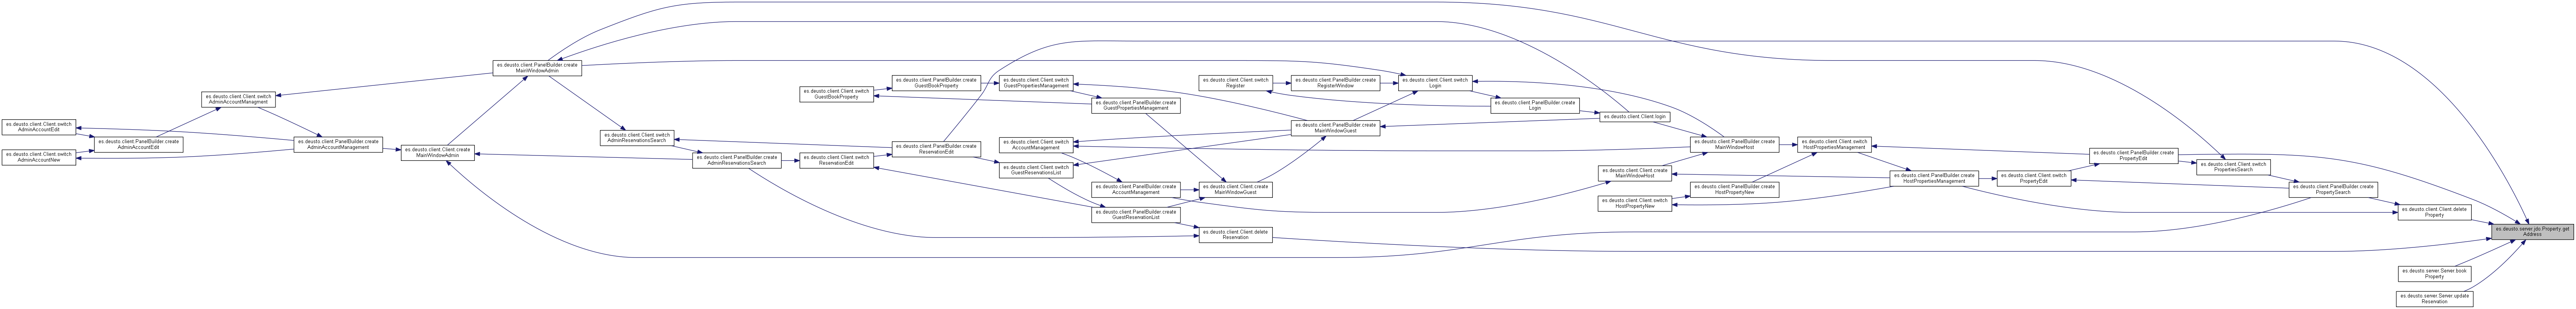 es.deusto.client.PanelBuilder.create
MainWindowAdmin
es.deusto.client.Client.switch
AdminAccountManagment
es.deusto.client.Client.switch
AdminAccountEdit
es.deusto.client.Client.switch
AdminAccountNew
es.deusto.client.PanelBuilder.create
AdminAccountEdit
es.deusto.client.PanelBuilder.create
AdminAccountManagement
es.deusto.client.Client.create
MainWindowAdmin
es.deusto.client.Client.switch
AdminReservationsSearch
es.deusto.client.PanelBuilder.create
AdminReservationsSearch
es.deusto.client.Client.switch
GuestBookProperty
es.deusto.client.Client.switch
ReservationEdit
es.deusto.client.PanelBuilder.create
GuestBookProperty
es.deusto.client.PanelBuilder.create
ReservationEdit
es.deusto.client.Client.switch
GuestPropertiesManagement
es.deusto.client.Client.switch
AccountManagement
es.deusto.client.Client.switch
GuestReservationsList
es.deusto.client.PanelBuilder.create
GuestPropertiesManagement
es.deusto.client.PanelBuilder.create
AccountManagement
es.deusto.client.PanelBuilder.create
GuestReservationList
es.deusto.client.Client.switch
Register
es.deusto.client.Client.create
MainWindowGuest
es.deusto.client.Client.delete
Reservation
es.deusto.client.PanelBuilder.create
RegisterWindow
es.deusto.client.PanelBuilder.create
MainWindowGuest
es.deusto.client.Client.switch
Login
es.deusto.client.PanelBuilder.create
Login
es.deusto.client.Client.login
es.deusto.client.Client.create
MainWindowHost
es.deusto.client.Client.switch
HostPropertyNew
es.deusto.client.PanelBuilder.create
MainWindowHost
es.deusto.client.PanelBuilder.create
HostPropertyNew
es.deusto.client.Client.switch
HostPropertiesManagement
es.deusto.client.PanelBuilder.create
HostPropertiesManagement
es.deusto.client.Client.switch
PropertyEdit
es.deusto.client.PanelBuilder.create
PropertyEdit
es.deusto.client.Client.switch
PropertiesSearch
es.deusto.client.PanelBuilder.create
PropertySearch
es.deusto.client.Client.delete
Property
es.deusto.server.jdo.Property.get
Address
es.deusto.server.Server.book
Property
es.deusto.server.Server.update
Reservation